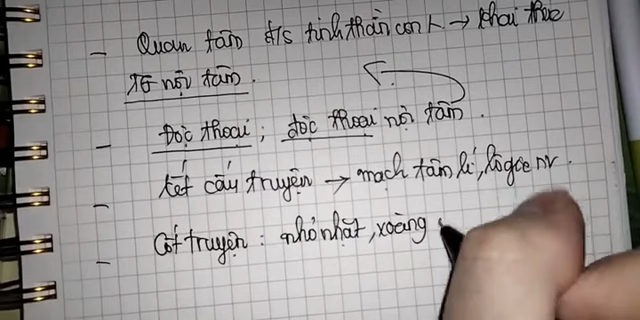 - Quan tâm đ/s tinh thần con → khai thác
TG nội tâm.
- Độc thoại; độc thoại nội tâm.
- Kết cấu truyện → mạch tâm lí, lôgic nv.
- Cốt truyện: nhỏ nhặt, xoàng